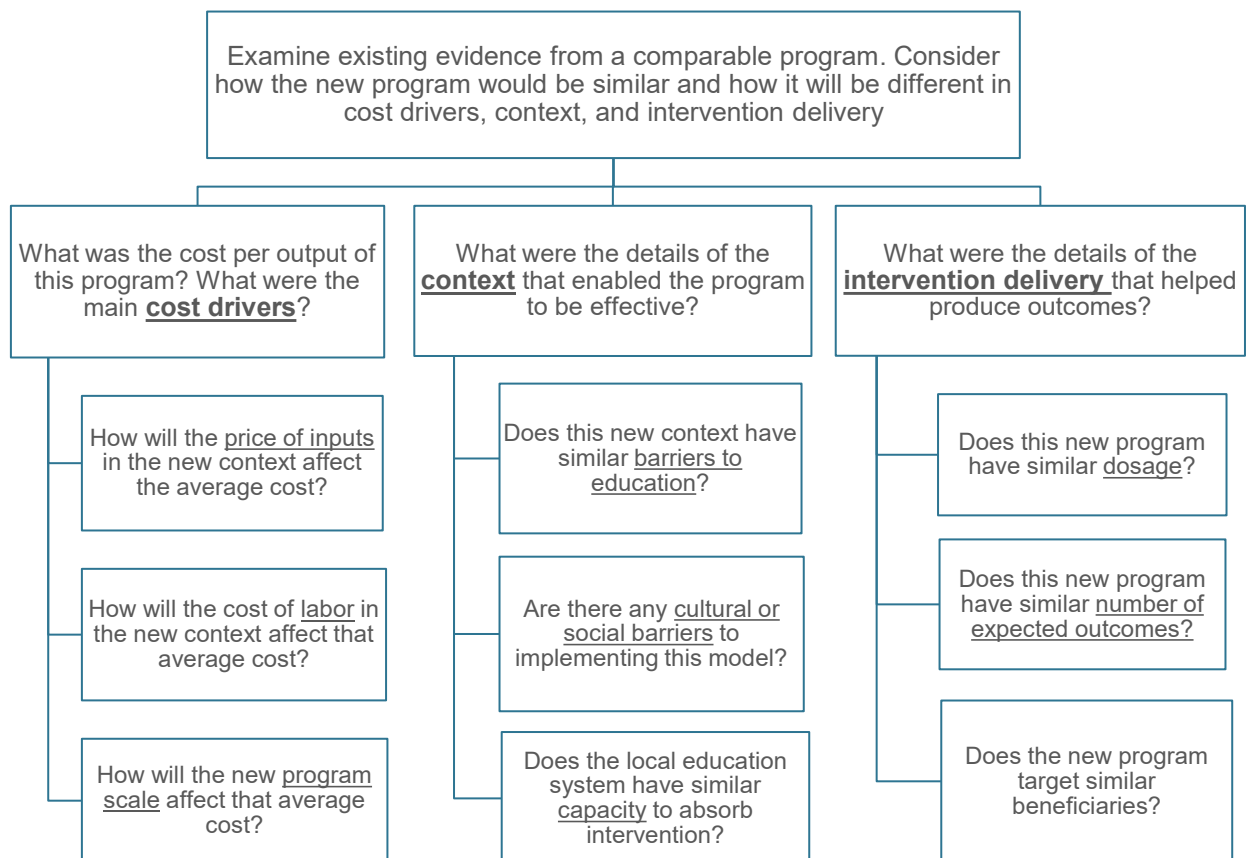 Examine existing evidence from a comparable program. Consider
how the new program would be similar and how it will be different in
cost drivers, context, and intervention delivery
What was the cost per output of
this program? What were the
main cost drivers?
How will the price of inputs
in the new context affect
the average cost?
How will the cost of labor in
the new context affect that
average cost?
How will the new program
scale affect that average
cost?
What were the details of the
context that enabled the program
to be effective?
Does this new context have
similar barriers to
education?
Are there any cultural or
social barriers to
implementing this model?
Does the local education
system have similar
capacity to absorb
intervention?
What were the details of the
intervention delivery that helped
produce outcomes?
Does this new program
have similar dosage?
Does this new program
have similar number of
expected outcomes?
Does the new program
target similar
beneficiaries?